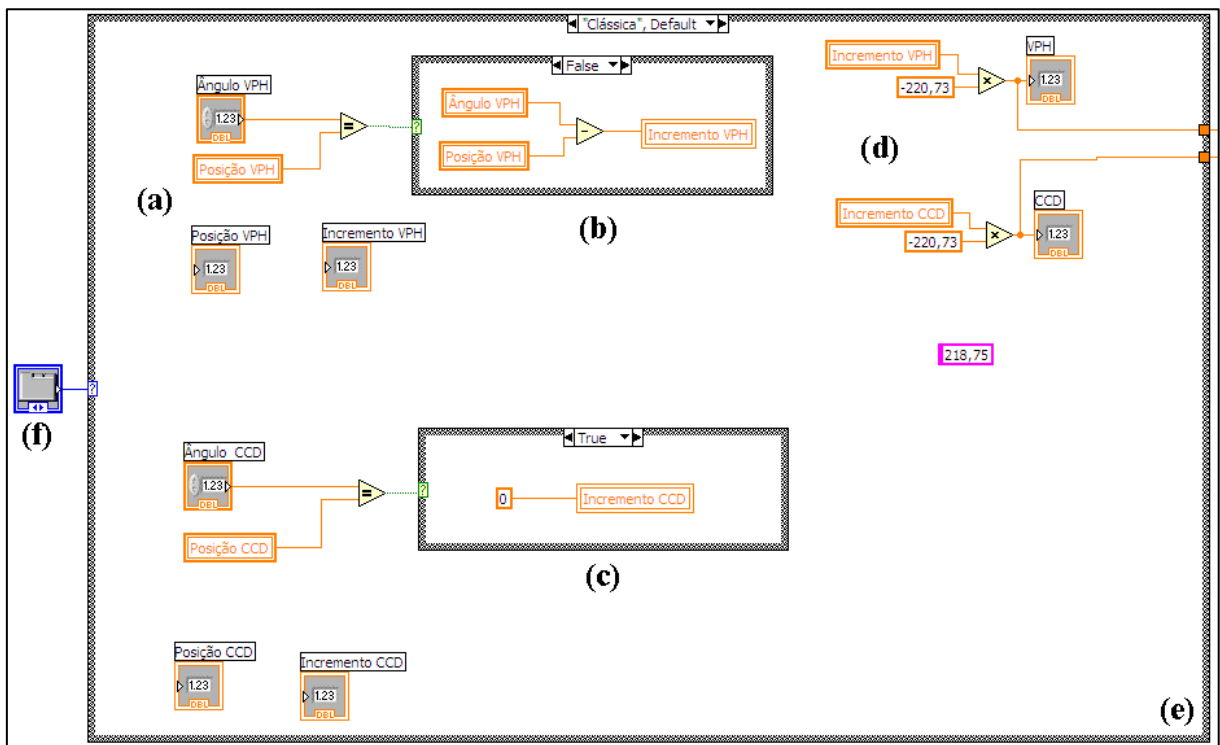 "Clássica", Default
Ângulo VPH
1.23
DBL
Posição VPH
=
?
(a)
False
Ângulo VPH
Posição VPH
−
Incremento VPH
(b)
Incremento VPH
-220,73
×
VPH
1.23
DBL
(d)
Incremento CCD
-220,73
×
CCD
1.23
DBL
Posição VPH
1.23
DBL
Incremento VPH
1.23
DBL
218,75
?
(f)
Ângulo CCD
1.23
DBL
Posição CCD
=
?
True
0
Incremento CCD
(c)
Posição CCD
1.23
DBL
Incremento CCD
1.23
DBL
(e)